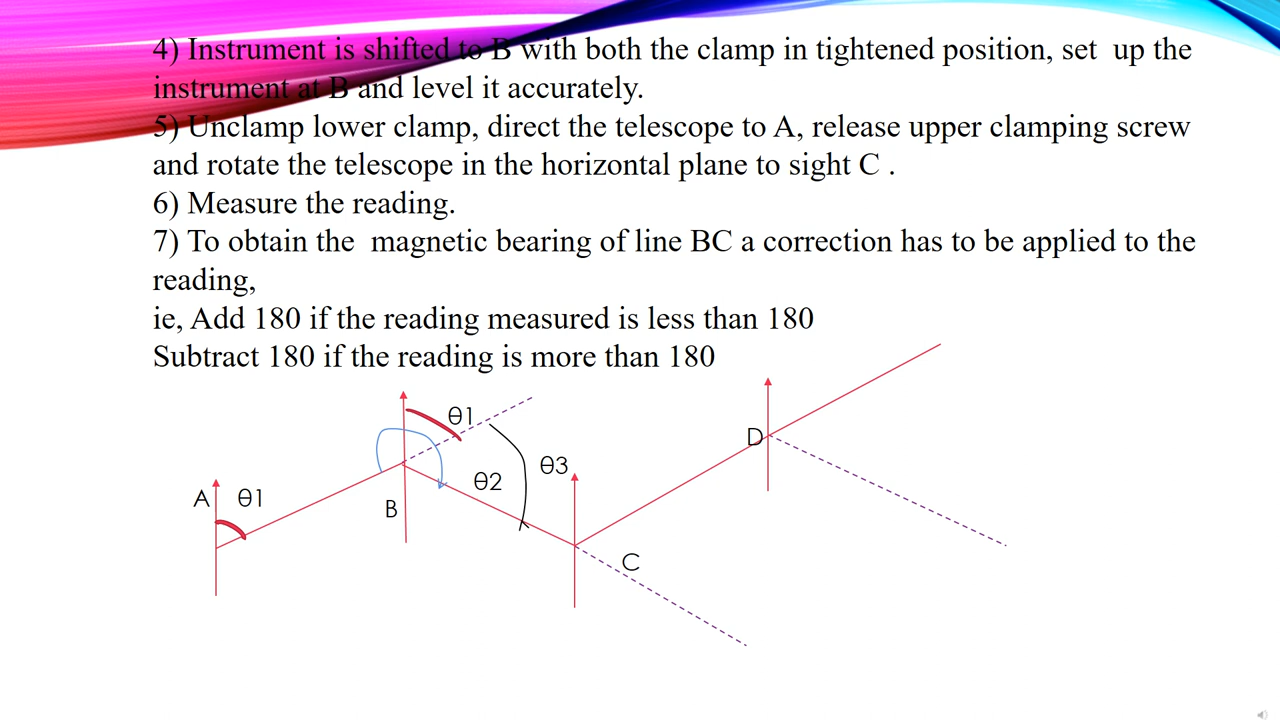 4) Instrument is shifted to B with both the clamp in tightened position, set  up the
instrument at B and level it accurately.
5) Unclamp lower clamp, direct the telescope to A, release upper clamping screw
and rotate the telescope in the horizontal plane to sight C .
6) Measure the reading.
7) To obtain the  magnetic bearing of line BC a correction has to be applied to the
reading,
ie, Add 180 if the reading measured is less than 180
Subtract 180 if the reading is more than 180
θ1
D
θ3
θ2
A θ1
B
C